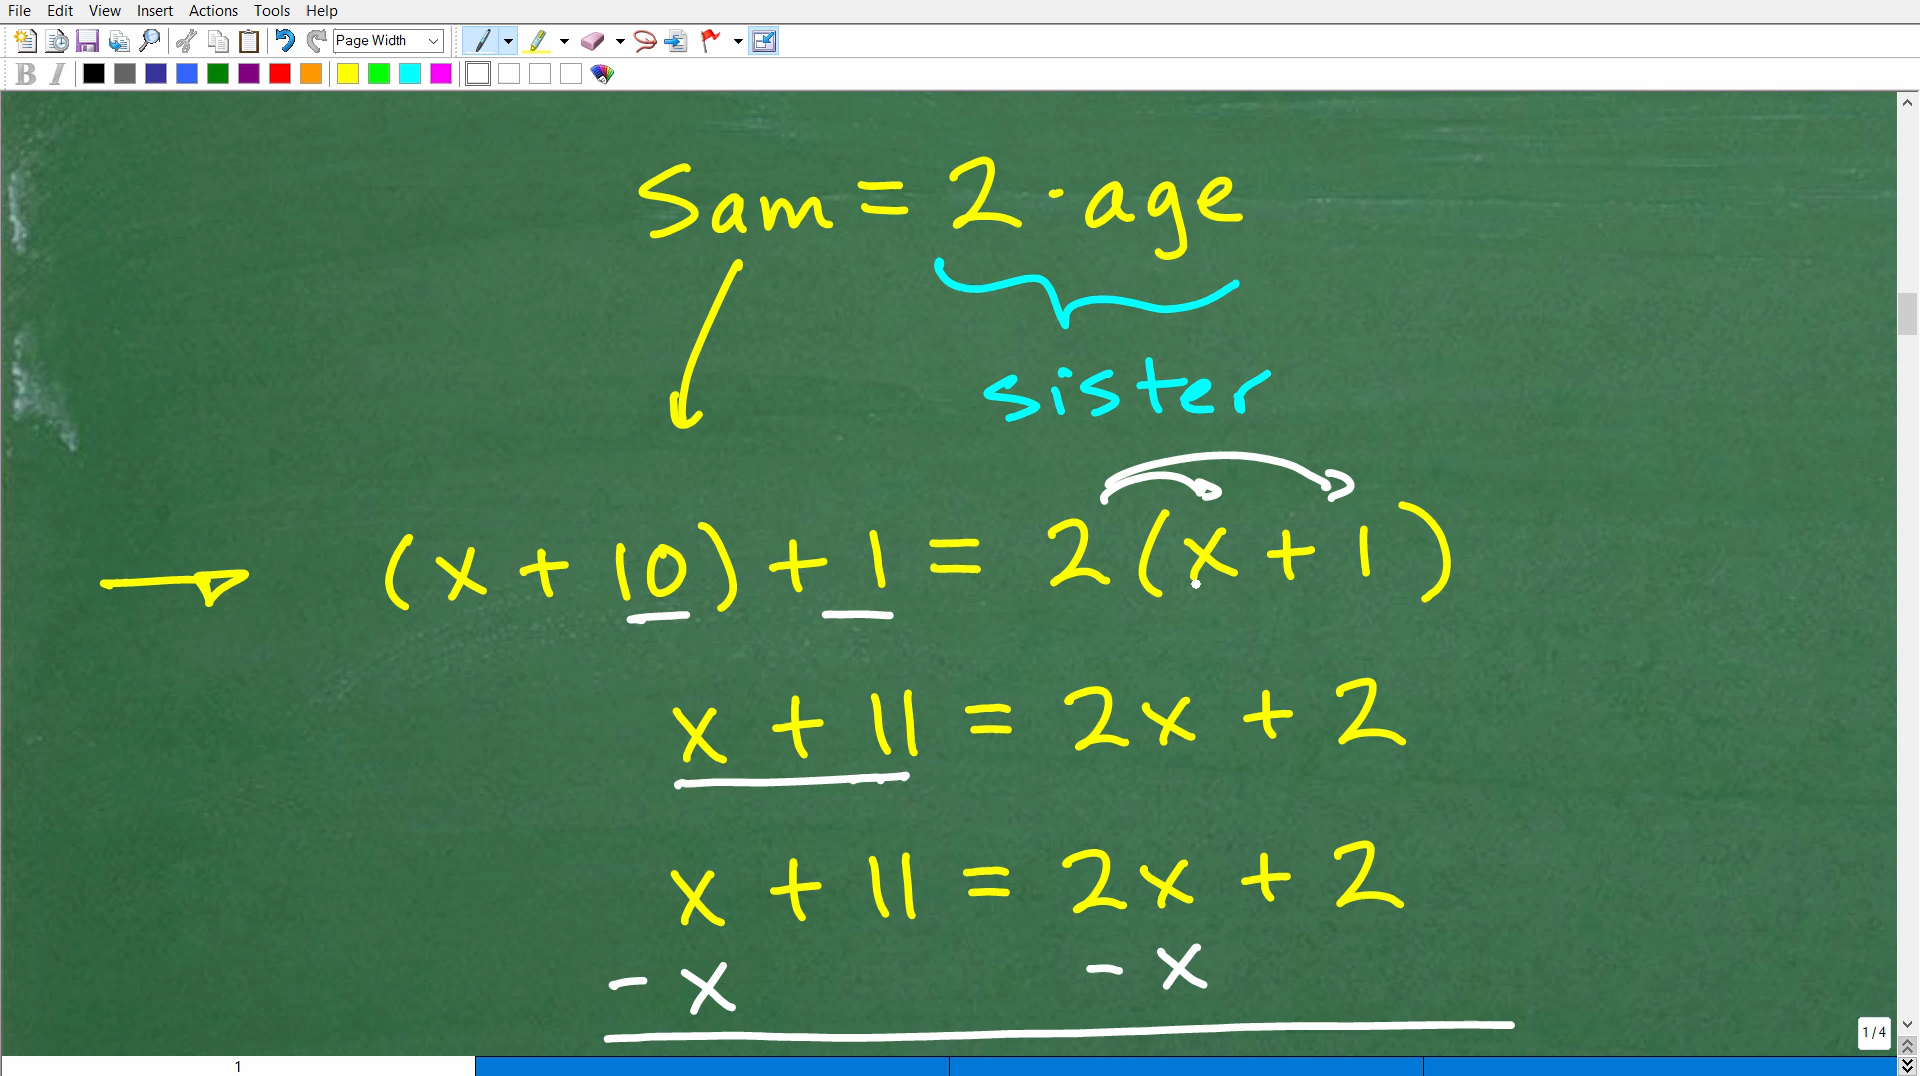 File Edit View Insert Actions Tools Help
Page Width
B I
Sam = 2 · age
sister
(x + 10) + 1 = 2(x + 1)
x + 11 = 2x + 2
x + 11 = 2x + 2
- x - x
1 / 4
1